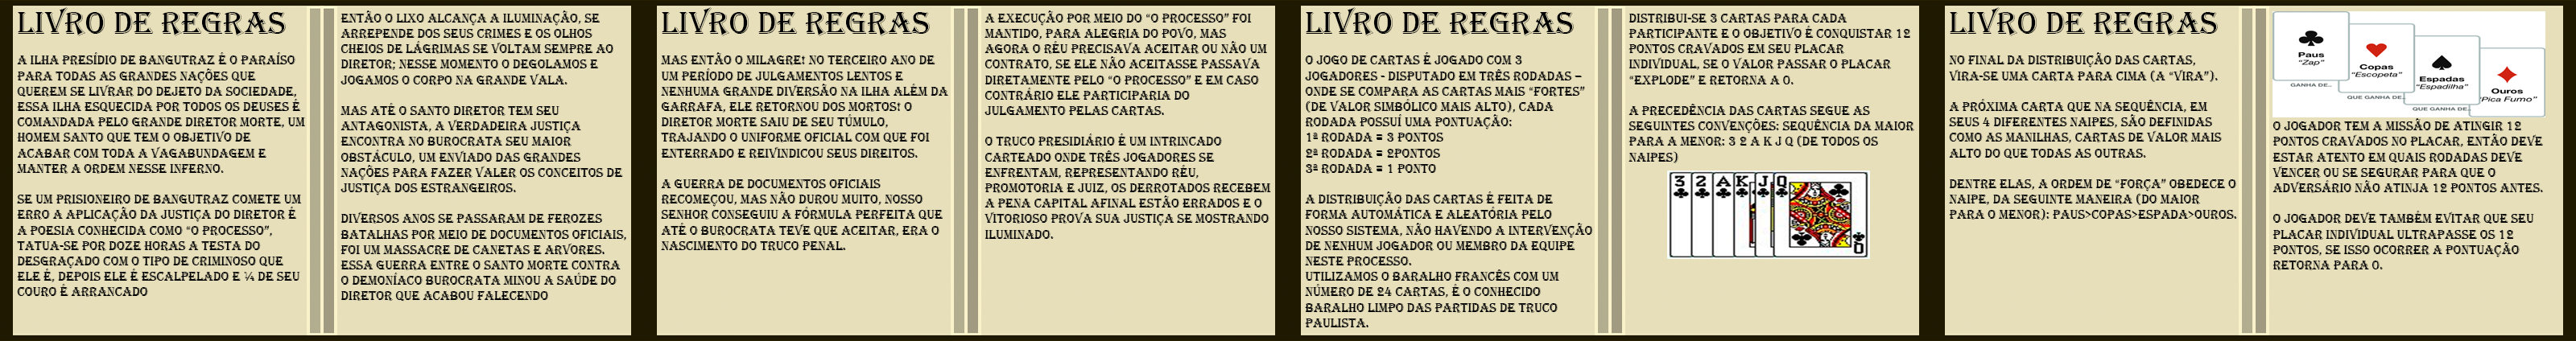 LIVRO DE REGRAS
A ILHA PRESÍDIO DE BANGUTRAZ É O PARAÍSO
PARA TODAS AS GRANDES NAÇÕES QUE
QUEREM SE LIVRAR DO DEJETO DA SOCIEDADE,
ESSA ILHA ESQUECIDA POR TODOS OS DEUSES É
COMANDADA PELO GRANDE DIRETOR MORTE, UM
HOMEM SANTO QUE TEM O OBJETIVO DE
ACABAR COM TODA A VAGABUNDAGEM E
MANTER A ORDEM NESSE INFERNO.
SE UM PRISIONEIRO DE BANGUTRAZ COMETE UM
ERRO A APLICAÇÃO DA JUSTIÇA DO DIRETOR É
A POESIA CONHECIDA COMO "O PROCESSO",
TATUA-SE POR DOZE HORAS A TESTA DO
DESGRAÇADO COM O TIPO DE CRIMINOSO QUE
ELE É, DEPOIS ELE É ESCALPELADO E ¼ DE SEU
COURO É ARRANCADO
ENTÃO O LIXO ALCANÇA A ILUMINAÇÃO, SE
ARREPENDE DOS SEUS CRIMES E OS OLHOS
CHEIOS DE LÁGRIMAS SE VOLTAM SEMPRE AO
DIRETOR; NESSE MOMENTO O DEGOLAMOS E
JOGAMOS O CORPO NA GRANDE VALA.
MAS ATÉ O SANTO DIRETOR TEM SEU
ANTAGONISTA, A VERDADEIRA JUSTIÇA
ENCONTRA NO BUROCRATA SEU MAIOR
OBSTÁCULO, UM ENVIADO DAS GRANDES
NAÇÕES PARA FAZER VALER OS CONCEITOS DE
JUSTIÇA DOS ESTRANGEIROS.
DIVERSOS ANOS SE PASSARAM DE FEROZES
BATALHAS POR MEIO DE DOCUMENTOS OFICIAIS,
FOI UM MASSACRE DE CANETAS E ARVORES.
ESSA GUERRA ENTRE O SANTO MORTE CONTRA
O DEMONÍACO BUROCRATA MINOU A SAÚDE DO
DIRETOR QUE ACABOU FALECENDO
LIVRO DE REGRAS
MAS ENTÃO O MILAGRE! NO TERCEIRO ANO DE
UM PERÍODO DE JULGAMENTOS LENTOS E
NENHUMA GRANDE DIVERSÃO NA ILHA ALÉM DA
GARRAFA, ELE RETORNOU DOS MORTOS! O
DIRETOR MORTE SAIU DE SEU TÚMULO,
TRAJANDO O UNIFORME OFICIAL COM QUE FOI
ENTERRADO E REIVINDICOU SEUS DIREITOS.
A GUERRA DE DOCUMENTOS OFICIAIS
RECOMEÇOU, MAS NÃO DUROU MUITO, NOSSO
SENHOR CONSEGUIU A FÓRMULA PERFEITA QUE
ATÉ O BUROCRATA TEVE QUE ACEITAR, ERA O
NASCIMENTO DO TRUCO PENAL.
A EXECUÇÃO POR MEIO DO "O PROCESSO" FOI
MANTIDO, PARA ALEGRIA DO POVO, MAS
AGORA O RÉU PRECISAVA ACEITAR OU NÃO UM
CONTRATO, SE ELE NÃO ACEITASSE PASSAVA
DIRETAMENTE PELO "O PROCESSO" E EM CASO
CONTRÁRIO ELE PARTICIPARIA DO
JULGAMENTO PELAS CARTAS.
O TRUCO PRESIDIÁRIO É UM INTRINCADO
CARTEADO ONDE TRÊS JOGADORES SE
ENFRENTAM, REPRESENTANDO RÉU,
PROMOTORIA E JUIZ, OS DERROTADOS RECEBEM
A PENA CAPITAL AFINAL ESTÃO ERRADOS E O
VITORIOSO PROVA SUA JUSTIÇA SE MOSTRANDO
ILUMINADO.
LIVRO DE REGRAS
O JOGO DE CARTAS É JOGADO COM 3
JOGADORES - DISPUTADO EM TRÊS RODADAS –
ONDE SE COMPARA AS CARTAS MAIS "FORTES"
(DE VALOR SIMBÓLICO MAIS ALTO), CADA
RODADA POSSUÍ UMA PONTUAÇÃO:
1ª RODADA = 3 PONTOS
2ª RODADA = 2PONTOS
3ª RODADA = 1 PONTO
A DISTRIBUIÇÃO DAS CARTAS É FEITA DE
FORMA AUTOMÁTICA E ALEATÓRIA PELO
NOSSO SISTEMA, NÃO HAVENDO A INTERVENÇÃO
DE NENHUM JOGADOR OU MEMBRO DA EQUIPE
NESTE PROCESSO.
UTILIZAMOS O BARALHO FRANCÊS COM UM
NÚMERO DE 24 CARTAS, É O CONHECIDO
BARALHO LIMPO DAS PARTIDAS DE TRUCO
PAULISTA.
DISTRIBUI-SE 3 CARTAS PARA CADA
PARTICIPANTE E O OBJETIVO É CONQUISTAR 12
PONTOS CRAVADOS EM SEU PLACAR
INDIVIDUAL, SE O VALOR PASSAR O PLACAR
"EXPLODE" E RETORNA A 0.
A PRECEDÊNCIA DAS CARTAS SEGUE AS
SEGUINTES CONVENÇÕES: SEQUÊNCIA DA MAIOR
PARA A MENOR: 3 2 A K J Q (DE TODOS OS
NAIPES)
3 2 A K J Q
Q
LIVRO DE REGRAS
NO FINAL DA DISTRIBUIÇÃO DAS CARTAS,
VIRA-SE UMA CARTA PARA CIMA (A "VIRA").
A PRÓXIMA CARTA QUE NA SEQUÊNCIA, EM
SEUS 4 DIFERENTES NAIPES, SÃO DEFINIDAS
COMO AS MANILHAS, CARTAS DE VALOR MAIS
ALTO DO QUE TODAS AS OUTRAS.
DENTRE ELAS, A ORDEM DE "FORÇA" OBEDECE O
NAIPE, DA SEGUINTE MANEIRA (DO MAIOR
PARA O MENOR): PAUS>COPAS>ESPADA>OUROS.
Paus
"Zap"
GANHA DE..
Copas
"Escopeta"
QUE GANHA DE..
Espadas
"Espadilha"
QUE GANHA DE..
Ouros
"Pica Fumo"
O JOGADOR TEM A MISSÃO DE ATINGIR 12
PONTOS CRAVADOS NO PLACAR, ENTÃO DEVE
ESTAR ATENTO EM QUAIS RODADAS DEVE
VENCER OU SE SEGURAR PARA QUE O
ADVERSÁRIO NÃO ATINJA 12 PONTOS ANTES.
O JOGADOR DEVE TAMBÉM EVITAR QUE SEU
PLACAR INDIVIDUAL ULTRAPASSE OS 12
PONTOS, SE ISSO OCORRER A PONTUAÇÃO
RETORNA PARA 0.